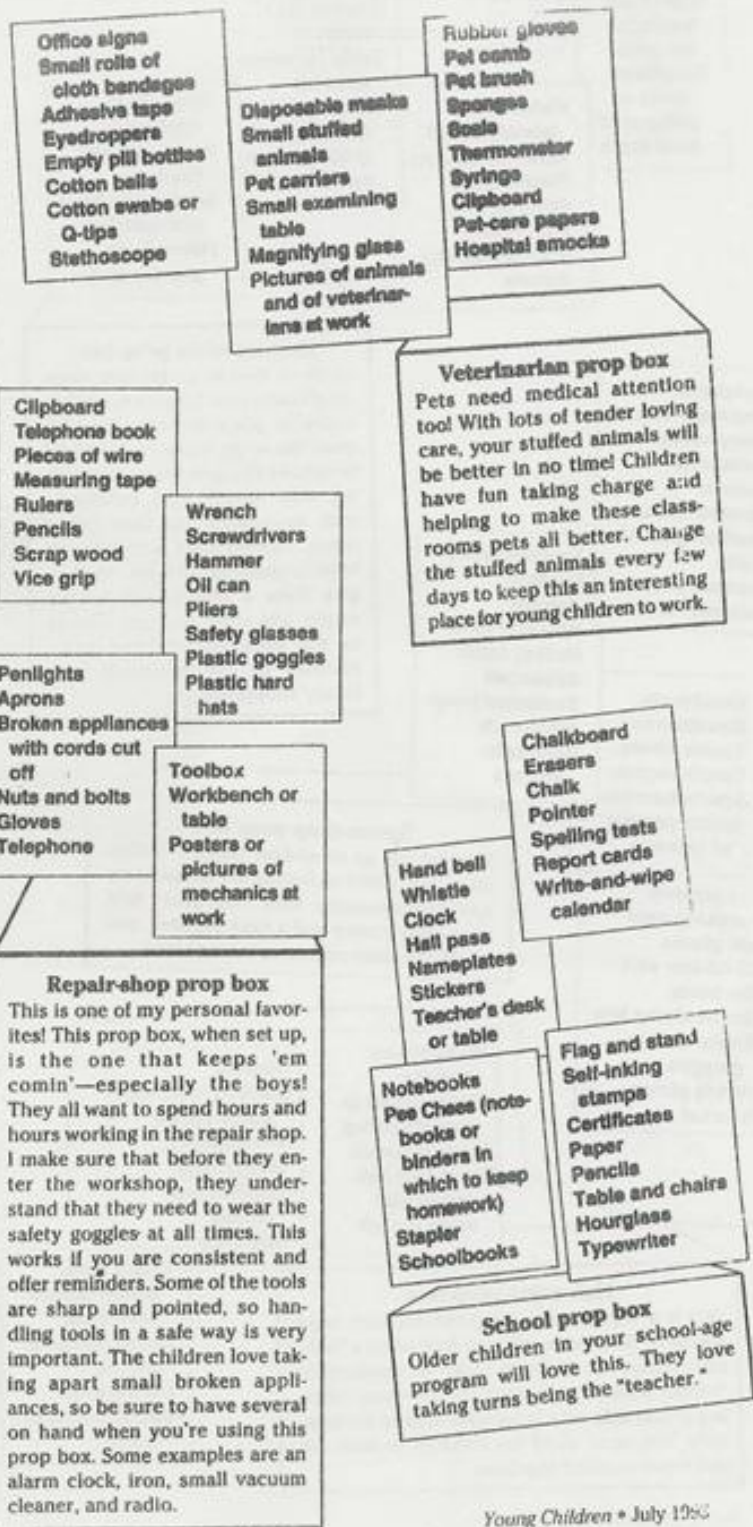 Office signs
Small rolls of
cloth bandages
Adhesive tape
Eyedroppers
Empty pill bottles
Cotton balls
Cotton swabs or
Q-tips
Stethoscope
Disposable masks
Small stuffed
animals
Pet carriers
Small examining
table
Magnifying glass
Pictures of animals
and of veterinar-
ians at work
Rubber gloves
Pet comb
Pet brush
Sponges
Scale
Thermometer
Syringe
Clipboard
Pet-care papers
Hospital smocks
Veterinarian prop box
Pets need medical attention
too! With lots of tender loving
care, your stuffed animals will
be better in no time! Children
have fun taking charge and
helping to make these class-
rooms pets all better. Change
the stuffed animals every few
days to keep this an interesting
place for young children to work.
Clipboard
Telephone book
Pieces of wire
Measuring tape
Rulers
Pencils
Scrap wood
Vice grip
Wrench
Screwdrivers
Hammer
Oil can
Pliers
Safety glasses
Plastic goggles
Plastic hard
hats
Penlights
Aprons
Broken appliances
with cords cut
off
Nuts and bolts
Gloves
Telephone
Toolbox
Workbench or
table
Posters or
pictures of
mechanics at
work
Repair-shop prop box
This is one of my personal favor-
ites! This prop box, when set up,
is the one that keeps 'em
comin'—especially the boys!
They all want to spend hours and
hours working in the repair shop.
I make sure that before they en-
ter the workshop, they under-
stand that they need to wear the
safety goggles at all times. This
works if you are consistent and
offer reminders. Some of the tools
are sharp and pointed, so han-
dling tools in a safe way is very
important. The children love tak-
ing apart small broken appli-
ances, so be sure to have several
on hand when you're using this
prop box. Some examples are an
alarm clock, iron, small vacuum
cleaner, and radio.
Chalkboard
Erasers
Chalk
Pointer
Spelling tests
Report cards
Write-and-wipe
calendar
Hand bell
Whistle
Clock
Hall pass
Nameplates
Stickers
Teacher's desk
or table
Notebooks
Pee Chees (note-
books or
binders in
which to keep
homework)
Stapler
Schoolbooks
Flag and stand
Self-inking
stamps
Certificates
Paper
Pencils
Table and chairs
Hourglass
Typewriter
School prop box
Older children in your school-age
program will love this. They love
taking turns being the "teacher."
Young Children * July